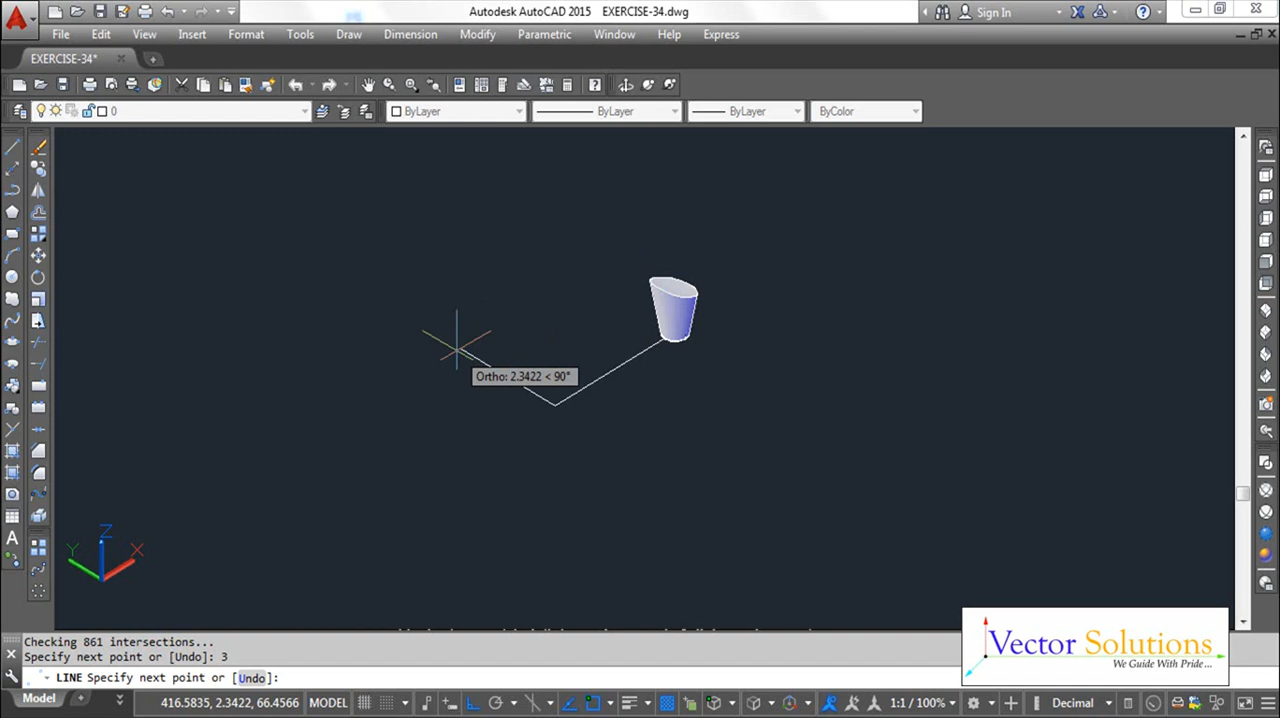 Autodesk AutoCAD 2015 EXERCISE-34.dwg
Sign In
File Edit View Insert Format Tools Draw Dimension Modify Parametric Window Help Express
EXERCISE-34*
0
ByLayer
ByLayer
ByLayer
ByColor
Ortho: 2.3422 < 90°
Z
Y
X
A
Checking 861 intersections...
Specify next point or [Undo]: 3
LINE Specify next point or [Undo]:
Vector Solutions
We Guide With Pride...
Model
416.5835, 2.3422, 66.4566 MODEL
1:1 / 100%
Decimal